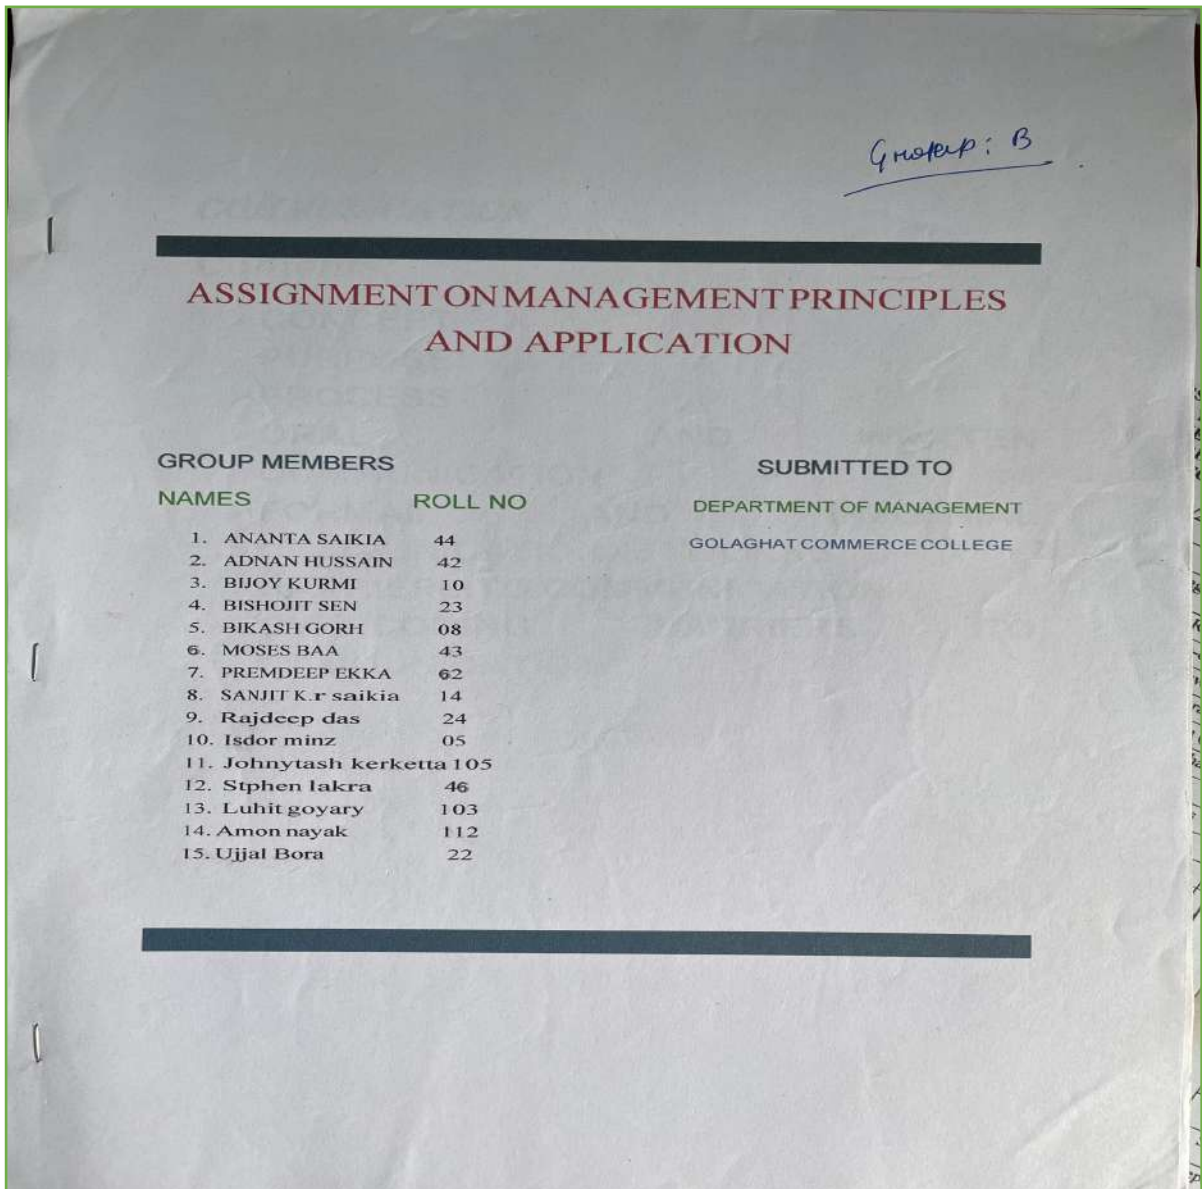 Group: B
ASSIGNMENT ON MANAGEMENT PRINCIPLES
AND APPLICATION
GROUP MEMBERS
NAMES ROLL NO
1. ANANTA SAIKIA 44
2. ADNAN HUSSAIN 42
3. BIJOY KURMI 10
4. BISHOJIT SEN 23
5. BIKASH GORH 08
6. MOSES BAA 43
7. PREMDEEP EKKA 62
8. SANJIT K.r saikia 14
9. Rajdeep das 24
10. Isdor minz 05
11. Johnytash kerketta 105
12. Stphen lakra 46
13. Luhit goyary 103
14. Amon nayak 112
15. Ujjal Bora 22
SUBMITTED TO
DEPARTMENT OF MANAGEMENT
GOLAGHAT COMMERCE COLLEGE